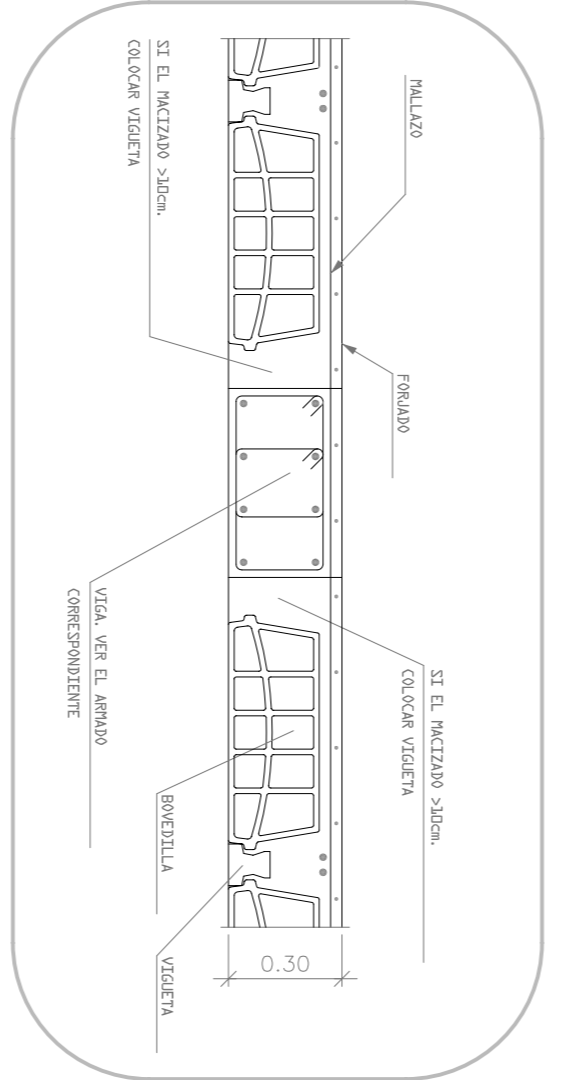 MALLAZO
FORJADO
SI EL MACIZADO >10cm.
COLOCAR VIGUETA
SI EL MACIZADO >10cm.
COLOCAR VIGUETA
VIGA. VER EL ARMADO
CORRESPONDIENTE
BOVEDILLA
VIGUETA
0.30